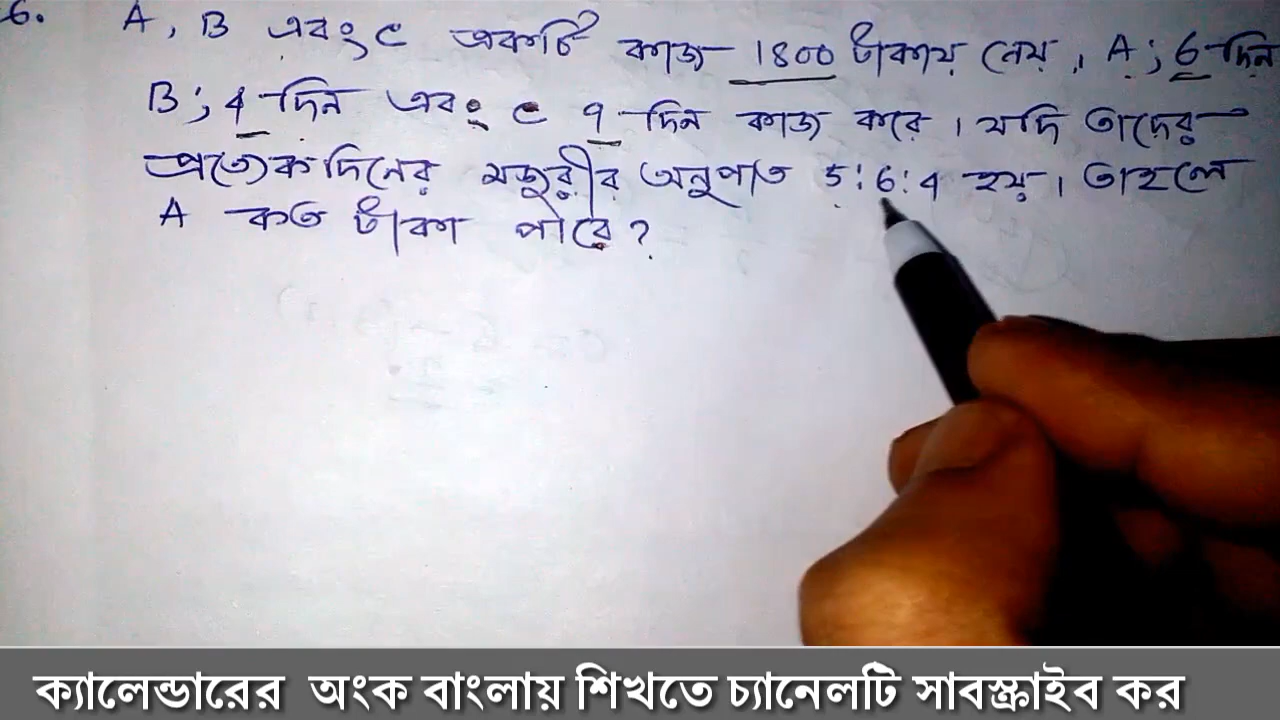 6. A, B এবং C একটি কাজ 1800 টাকায় নেয়, A; 6 দিন
B; 4 দিন এবং C 9 দিন কাজ করে। যদি তাদের
প্রত্যেকদিনের মজুরীর অনুপাত 5:6:4 হয়। তাহলে
A কত টাকা পাবে?
ক্যালেন্ডারের অংক বাংলায় শিখতে চ্যানেলটি সাবস্ক্রাইব কর